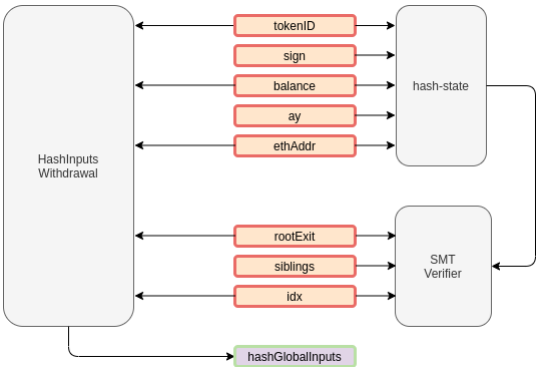 tokenID
sign
balance
hash-state
ay
ethAddr
HashInputs
Withdrawal
rootExit
siblings
SMT
Verifier
idx
hashGlobalInputs